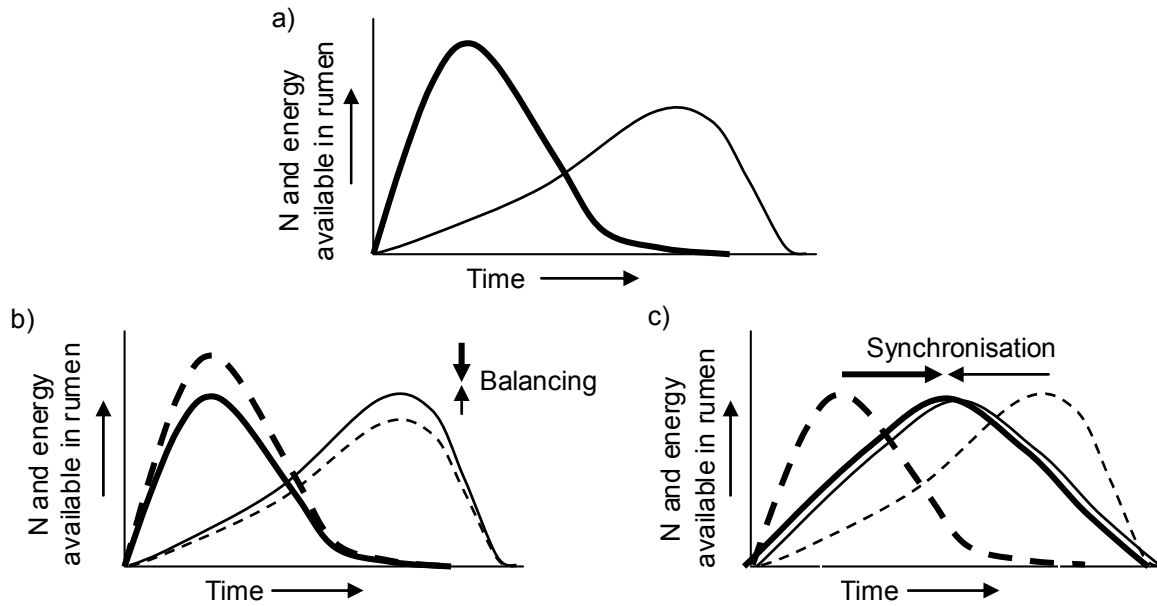 a)
N and energy
available in rumen
Time
b)
N and energy
available in rumen
Balancing
Time
c)
N and energy
available in rumen
Synchronisation
Time